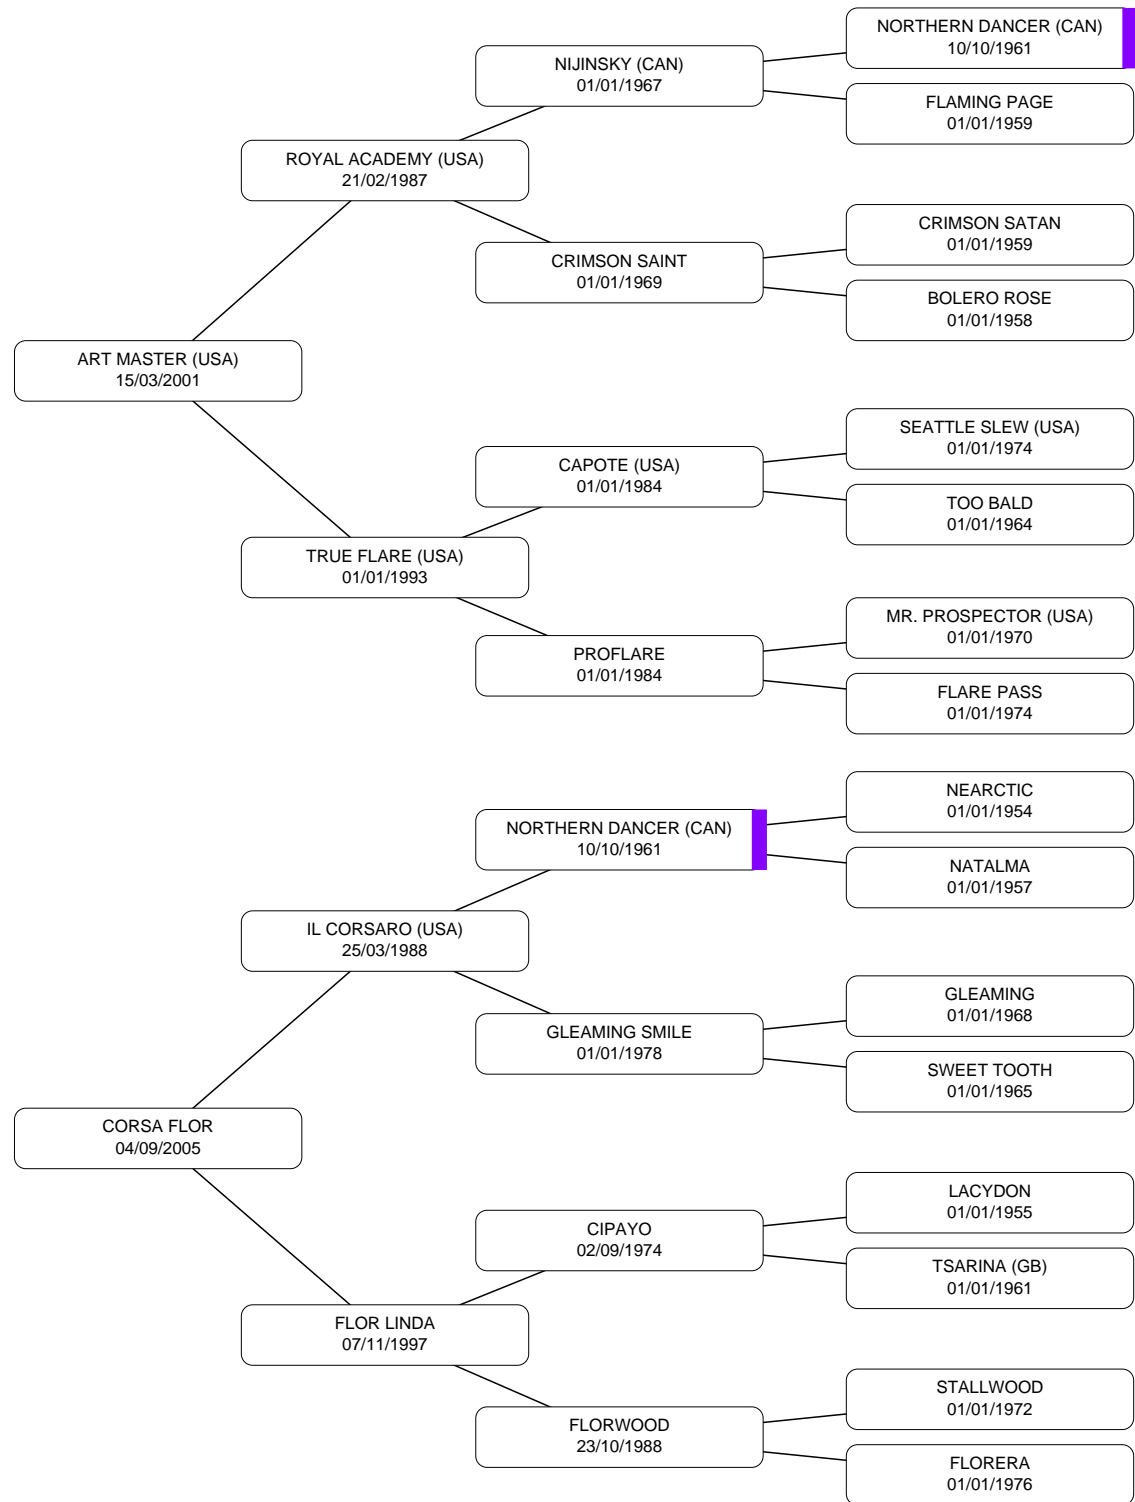 NORTHERN DANCER (CAN)
10/10/1961
NIJINSKY (CAN)
01/01/1967
FLAMING PAGE
01/01/1959
ROYAL ACADEMY (USA)
21/02/1987
CRIMSON SATAN
01/01/1959
CRIMSON SAINT
01/01/1969
BOLERO ROSE
01/01/1958
ART MASTER (USA)
15/03/2001
SEATTLE SLEW (USA)
01/01/1974
CAPOTE (USA)
01/01/1984
TOO BALD
01/01/1964
TRUE FLARE (USA)
01/01/1993
MR. PROSPECTOR (USA)
01/01/1970
PROFLARE
01/01/1984
FLARE PASS
01/01/1974
NEARCTIC
01/01/1954
NORTHERN DANCER (CAN)
10/10/1961
NATALMA
01/01/1957
IL CORSARO (USA)
25/03/1988
GLEAMING
01/01/1968
GLEAMING SMILE
01/01/1978
SWEET TOOTH
01/01/1965
CORSA FLOR
04/09/2005
LACYDON
01/01/1955
CIPAYO
02/09/1974
TSARINA (GB)
01/01/1961
FLOR LINDA
07/11/1997
STALLWOOD
01/01/1972
FLORWOOD
23/10/1988
FLORERA
01/01/1976